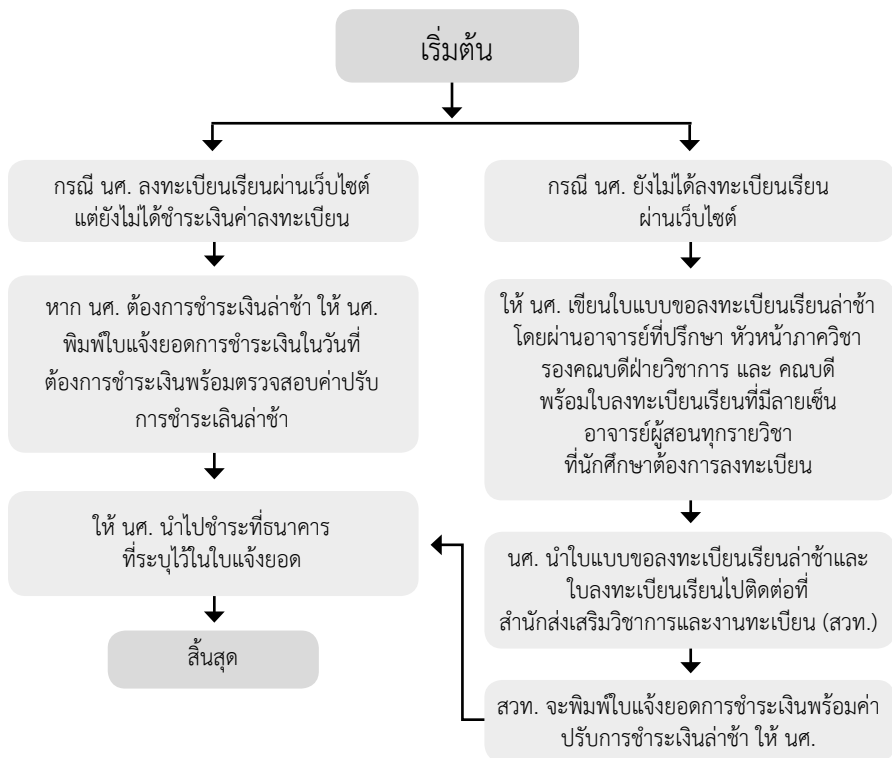 เริ่มต้น
กรณี นศ. ลงทะเบียนเรียนผ่านเว็บไซต์
แต่ยังไม่ได้ชำระเงินค่าลงทะเบียน
หาก นศ. ต้องการชำระเงินล่าช้า ให้ นศ.
พิมพ์ใบแจ้งยอดการชำระเงินในวันที่
ต้องการชำระเงินพร้อมตรวจสอบค่าปรับ
การชำระเลินล่าช้า
ให้ นศ. นำไปชำระที่ธนาคาร
ที่ระบุไว้ในใบแจ้งยอด
สิ้นสุด
กรณี นศ. ยังไม่ได้ลงทะเบียนเรียน
ผ่านเว็บไซต์
ให้ นศ. เขียนใบแบบขอลงทะเบียนเรียนล่าช้า
โดยผ่านอาจารย์ที่ปรึกษา หัวหน้าภาควิชา
รองคณบดีฝ่ายวิชาการ และ คณบดี
พร้อมใบลงทะเบียนเรียนที่มีลายเซ็น
อาจารย์ผู้สอนทุกรายวิชา
ที่นักศึกษาต้องการลงทะเบียน
นศ. นำใบแบบขอลงทะเบียนเรียนล่าช้าและ
ใบลงทะเบียนเรียนไปติดต่อที่
สำนักส่งเสริมวิชาการและงานทะเบียน (สวท.)
สวท. จะพิมพ์ใบแจ้งยอดการชำระเงินพร้อมค่า
ปรับการชำระเงินล่าช้า ให้ นศ.